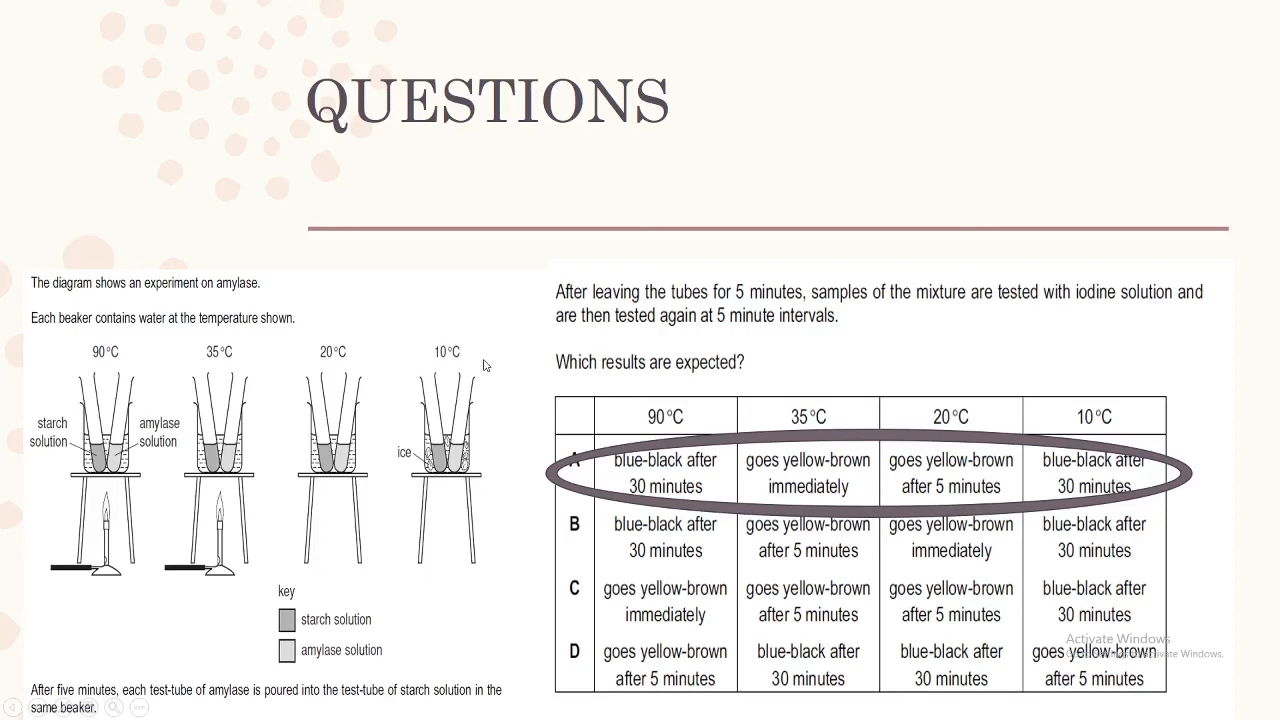 QUESTIONS
The diagram shows an experiment on amylase.
Each beaker contains water at the temperature shown.
90°C 35°C 20°C 10°C
starch
solution
amylase
solution
ice
key
starch solution
amylase solution
After five minutes, each test-tube of amylase is poured into the test-tube of starch solution in the
same beaker.
After leaving the tubes for 5 minutes, samples of the mixture are tested with iodine solution and
are then tested again at 5 minute intervals.
Which results are expected?
90°C 35°C 20°C 10°C
A blue-black after goes yellow-brown goes yellow-brown blue-black after
30 minutes immediately after 5 minutes 30 minutes
B blue-black after goes yellow-brown goes yellow-brown blue-black after
30 minutes after 5 minutes immediately 30 minutes
C goes yellow-brown goes yellow-brown goes yellow-brown blue-black after
immediately after 5 minutes after 5 minutes 30 minutes
D goes yellow-brown blue-black after blue-black after goes yellow-brown
after 5 minutes 30 minutes 30 minutes after 5 minutes
Activate Windows
Activate Windows.